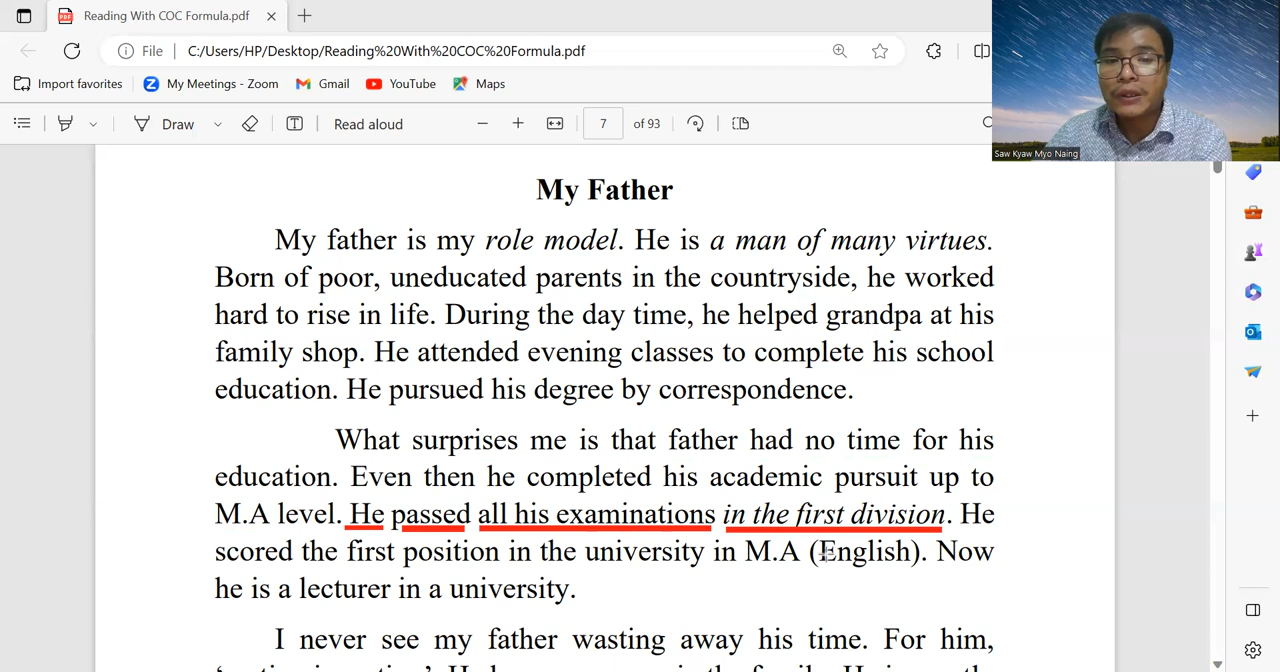 Reading With COC Formula.pdf
File | C:/Users/HP/Desktop/Reading%20With%20COC%20Formula.pdf
Import favorites My Meetings - Zoom Gmail YouTube Maps
Draw Read aloud 7 of 93
Saw Kyaw Myo Naing
My Father
My father is my role model. He is a man of many virtues.
Born of poor, uneducated parents in the countryside, he worked
hard to rise in life. During the day time, he helped grandpa at his
family shop. He attended evening classes to complete his school
education. He pursued his degree by correspondence.
What surprises me is that father had no time for his
education. Even then he completed his academic pursuit up to
M.A level. He passed all his examinations in the first division. He
scored the first position in the university in M.A (English). Now
he is a lecturer in a university.
I never see my father wasting away his time. For him,